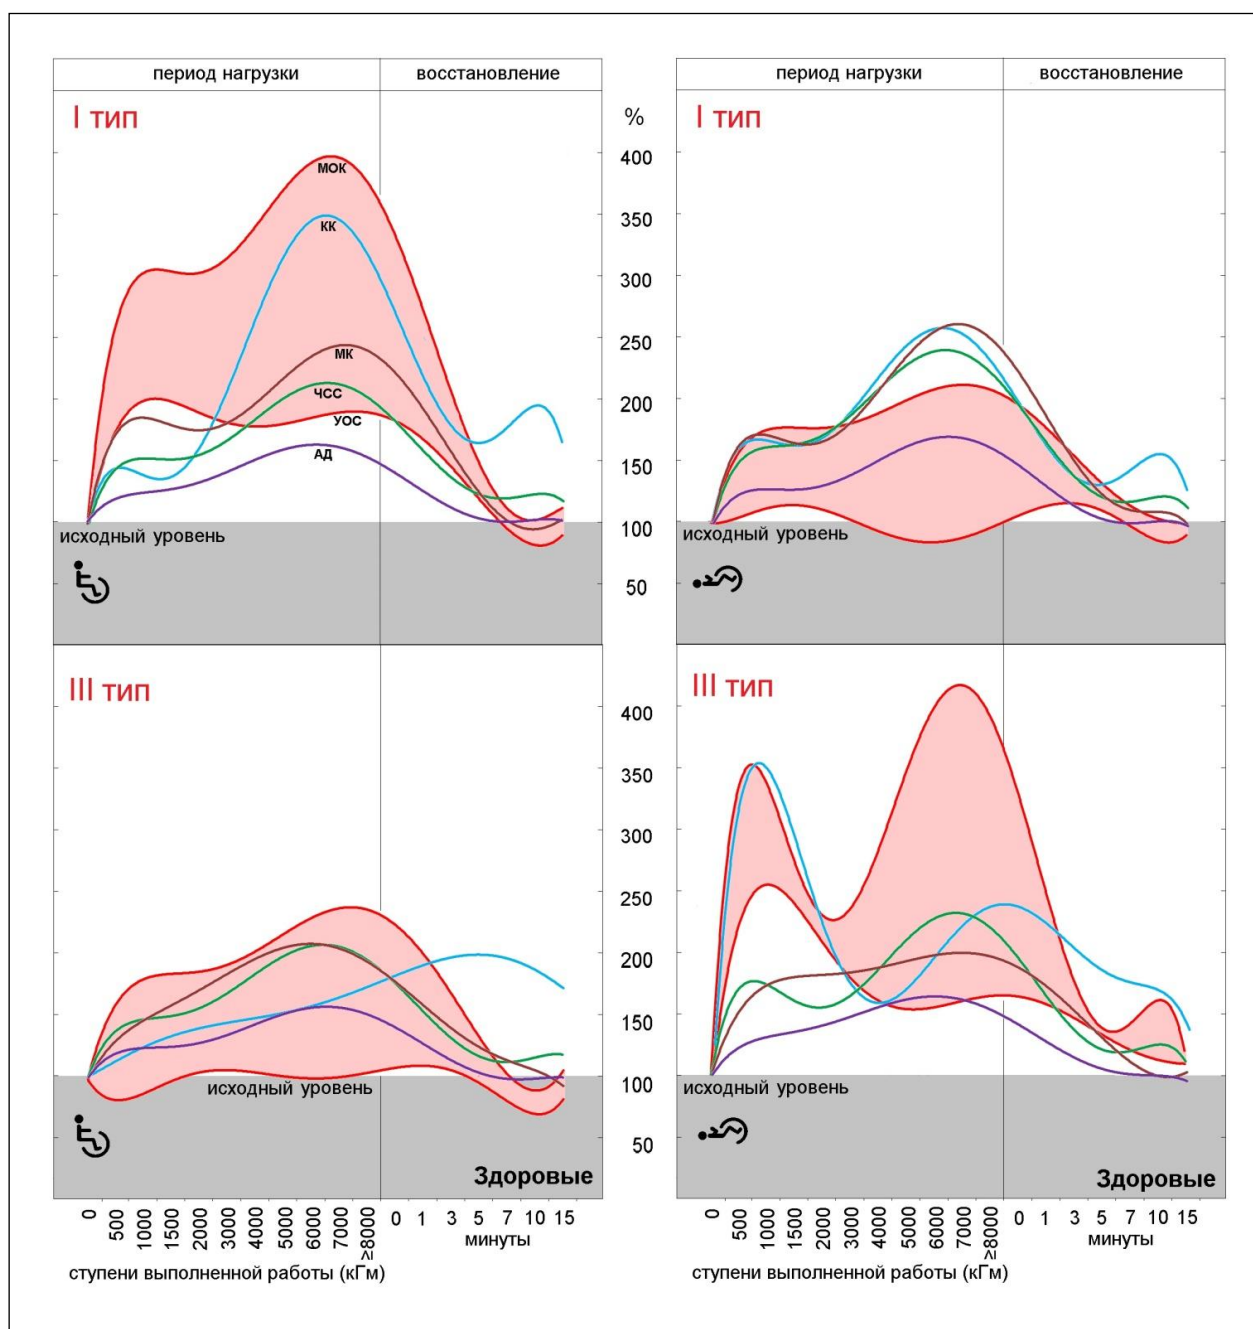 период нагрузки
восстановление
период нагрузки
восстановление
I тип
%
I тип
400
350
300
250
200
150
100
50
МОК
КК
МК
ЧСС
УОС
АД
исходный уровень
исходный уровень
III тип
III тип
400
350
300
250
200
150
100
50
исходный уровень
исходный уровень
Здоровые
Здоровые
0 500 1000 1500 2000 3000 4000 5000 6000 7000 ≥8000 0 1 3 5 7 10 15
минуты
ступени выполненной работы (кГм)
0 500 1000 1500 2000 3000 4000 5000 6000 7000 ≥8000 0 1 3 5 7 10 15
минуты
ступени выполненной работы (кГм)